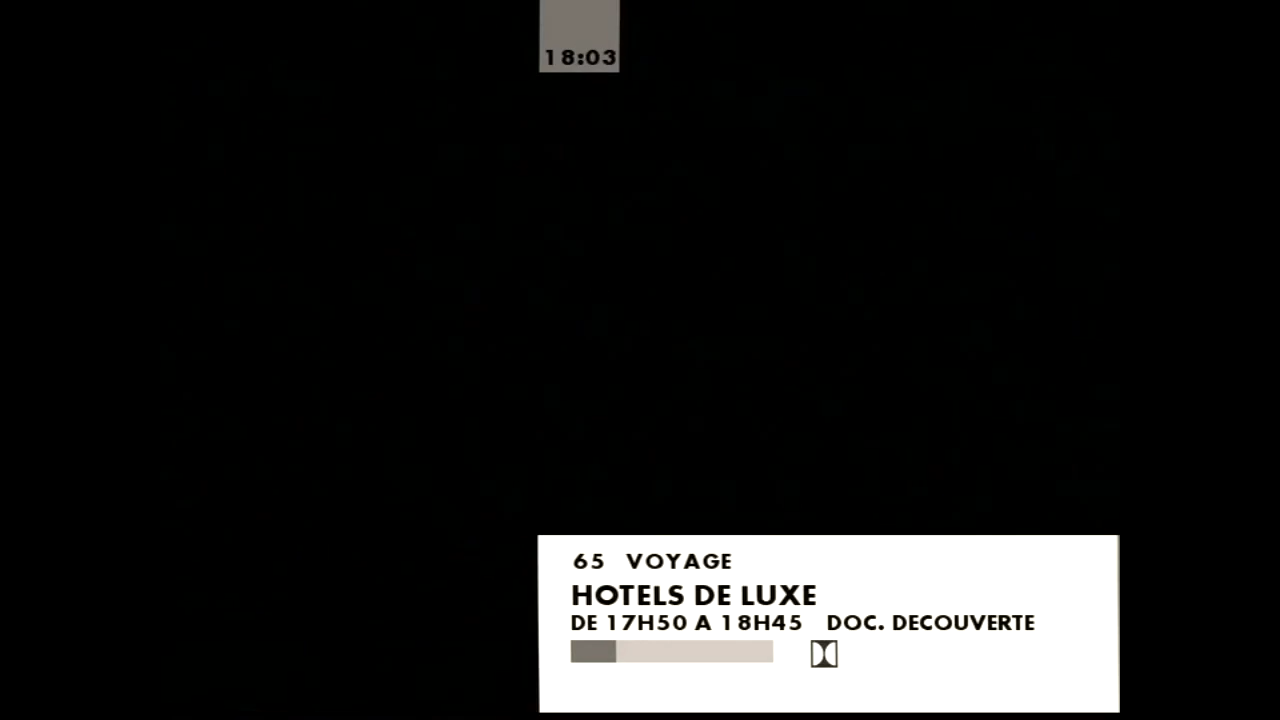 18:03
65 VOYAGE
HOTELS DE LUXE
DE 17H50 A 18H45 DOC. DECOUVERTE